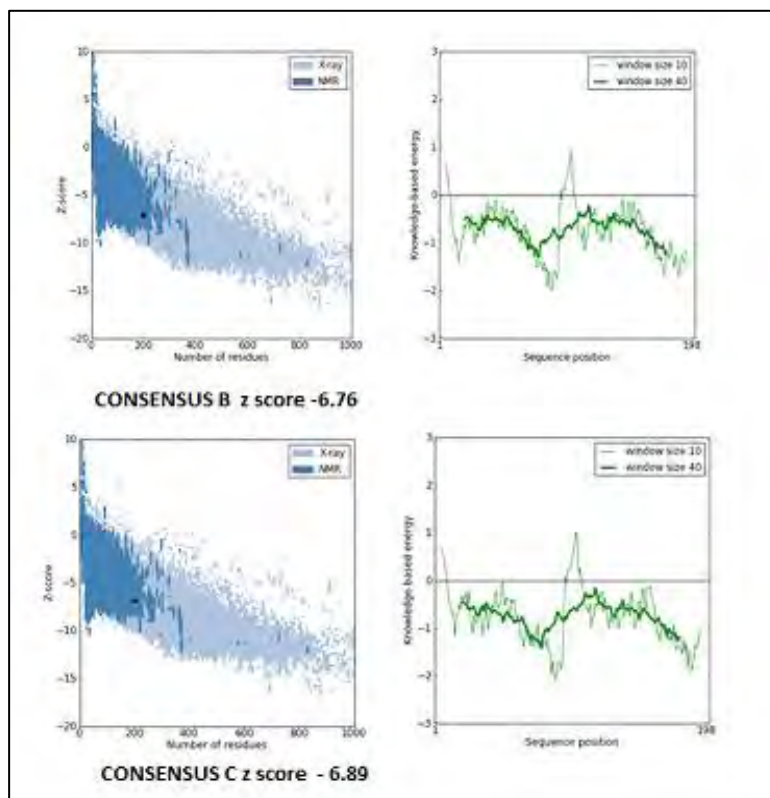 10
5
0
−5
−10
−15
−20
Z-score
X-ray
NMR
0 200 400 600 800 1000
Number of residues
3
2
1
0
−1
−2
−3
Knowledge-based energy
window size 10
window size 40
1 198
Sequence position
CONSENSUS B z score -6.76
10
5
0
−5
−10
−15
−20
Z-score
X-ray
NMR
0 200 400 600 800 1000
Number of residues
3
2
1
0
−1
−2
−3
Knowledge-based energy
window size 10
window size 40
1 198
Sequence position
CONSENSUS C z score - 6.89